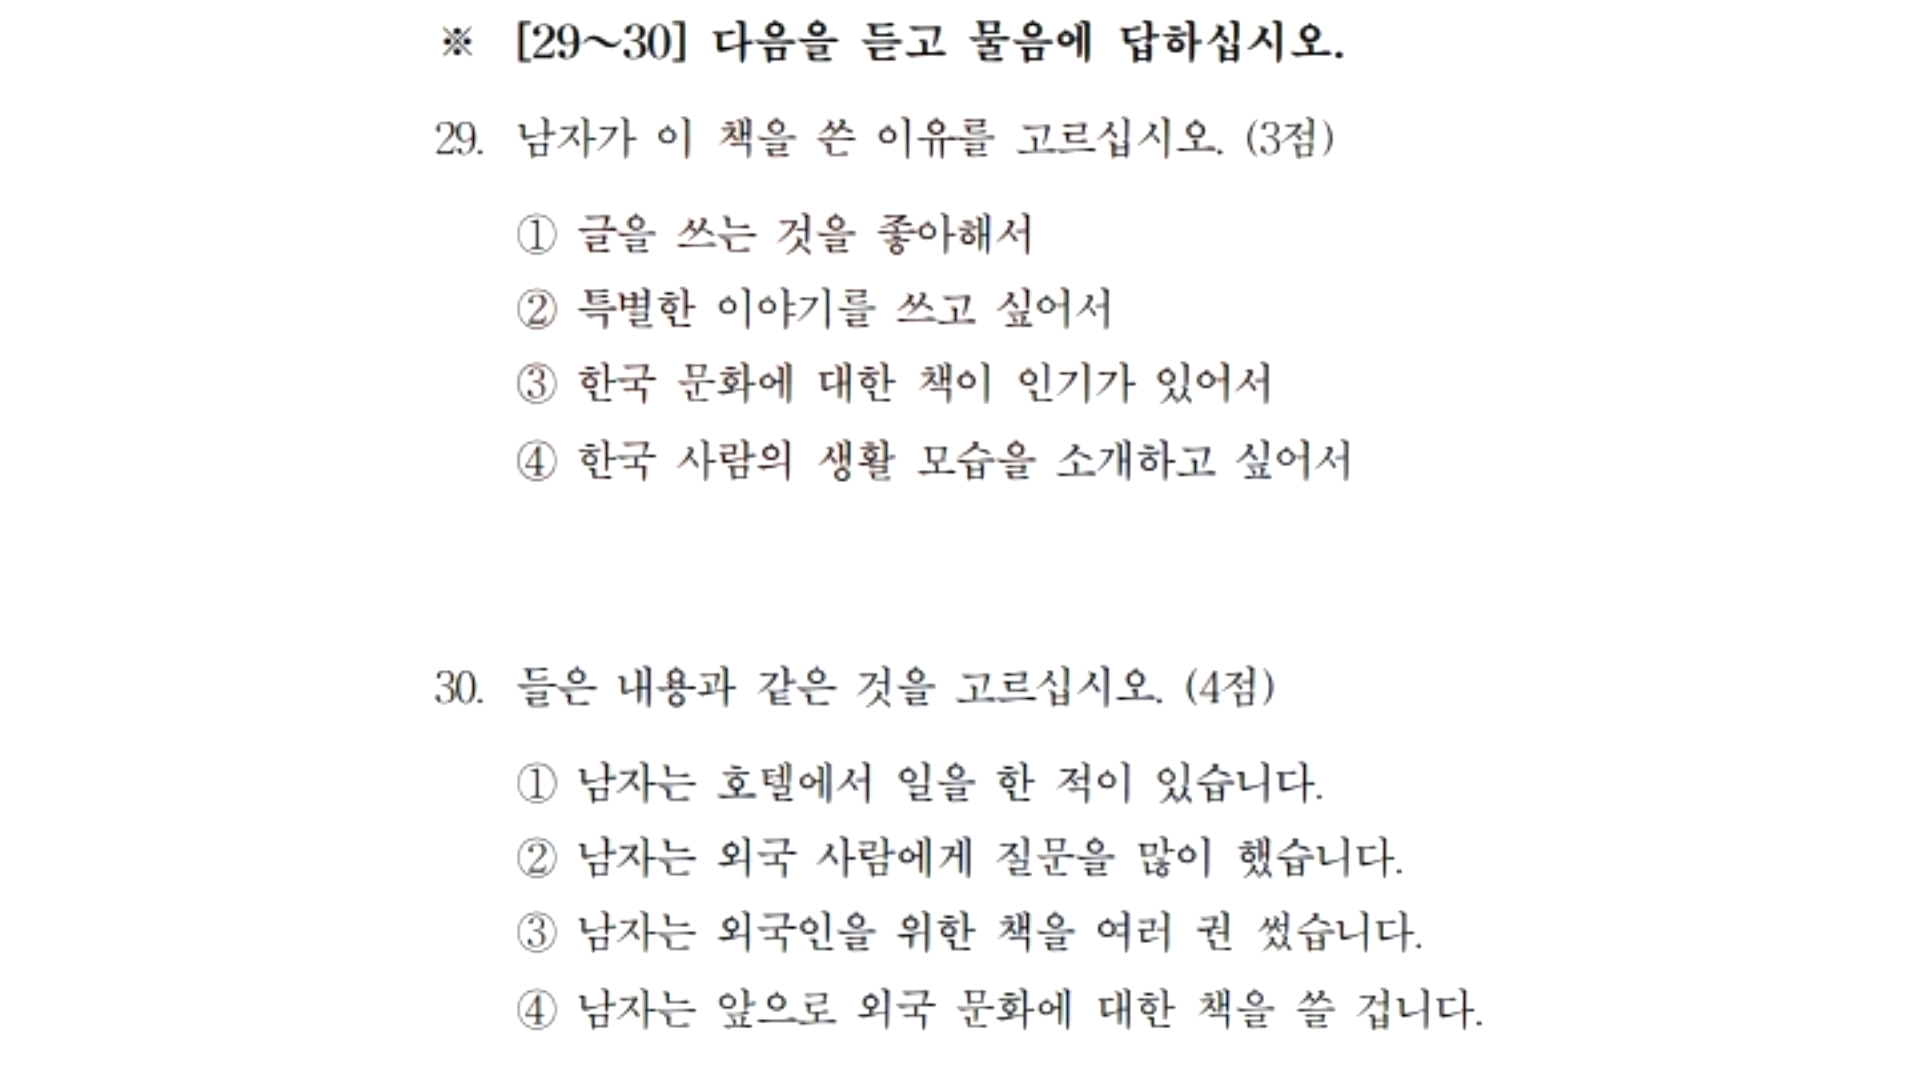 ※ [29~30] 다음을 듣고 물음에 답하십시오.
29. 남자가 이 책을 쓴 이유를 고르십시오. (3점)
① 글을 쓰는 것을 좋아해서
② 특별한 이야기를 쓰고 싶어서
③ 한국 문화에 대한 책이 인기가 있어서
④ 한국 사람의 생활 모습을 소개하고 싶어서
30. 들은 내용과 같은 것을 고르십시오. (4점)
① 남자는 호텔에서 일을 한 적이 있습니다.
② 남자는 외국 사람에게 질문을 많이 했습니다.
③ 남자는 외국인을 위한 책을 여러 권 썼습니다.
④ 남자는 앞으로 외국 문화에 대한 책을 쓸 겁니다.